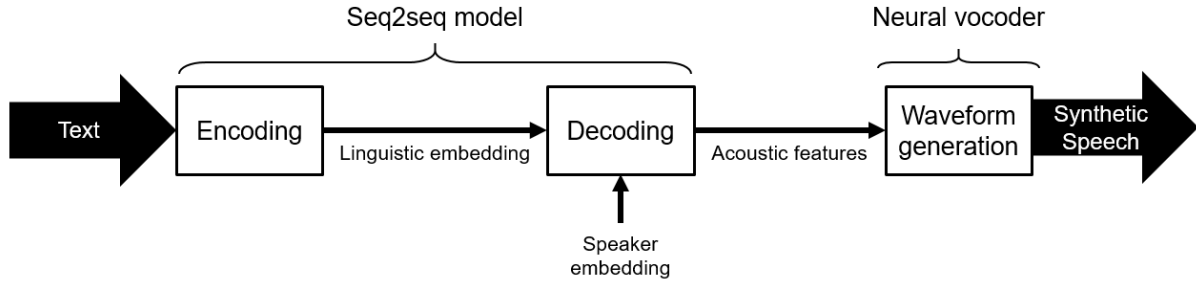 Seq2seq model
Neural vocoder
Text
Encoding
Linguistic embedding
Decoding
Acoustic features
Waveform
generation
Synthetic
Speech
Speaker
embedding